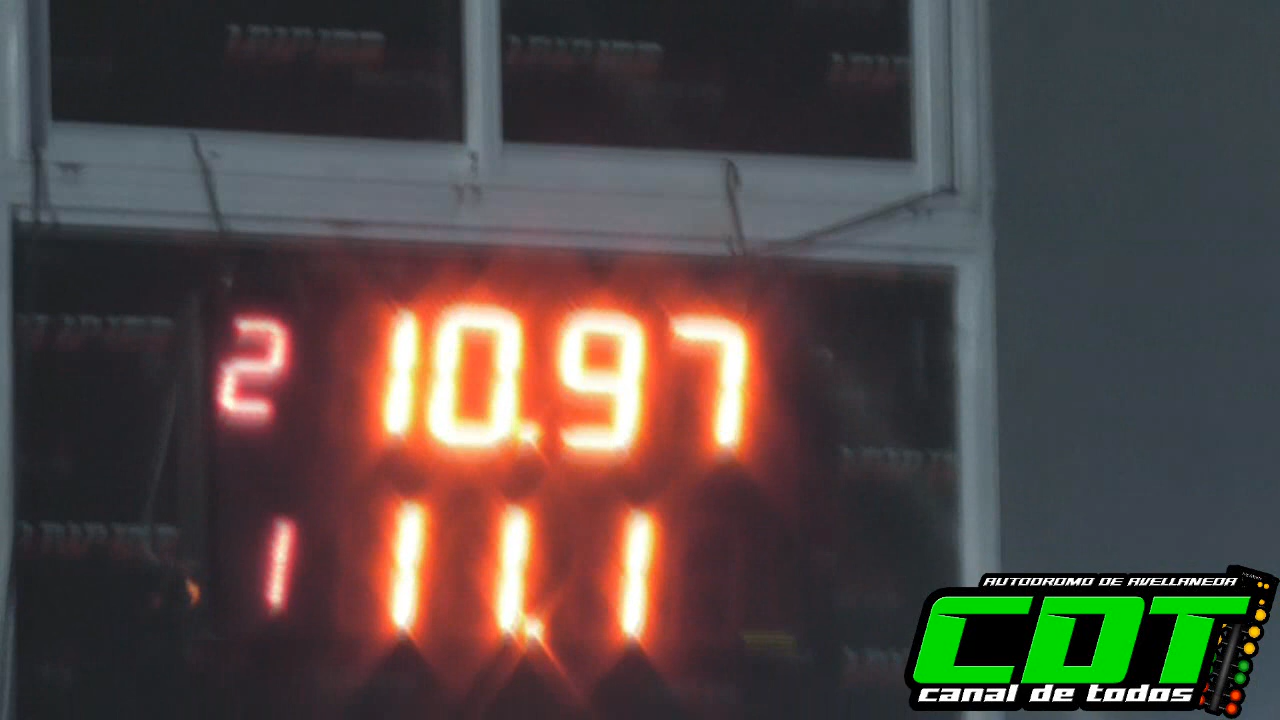 2 10.97
1 11.1
AUTODROMO DE AVELLANEDA
CDT
canal de todos